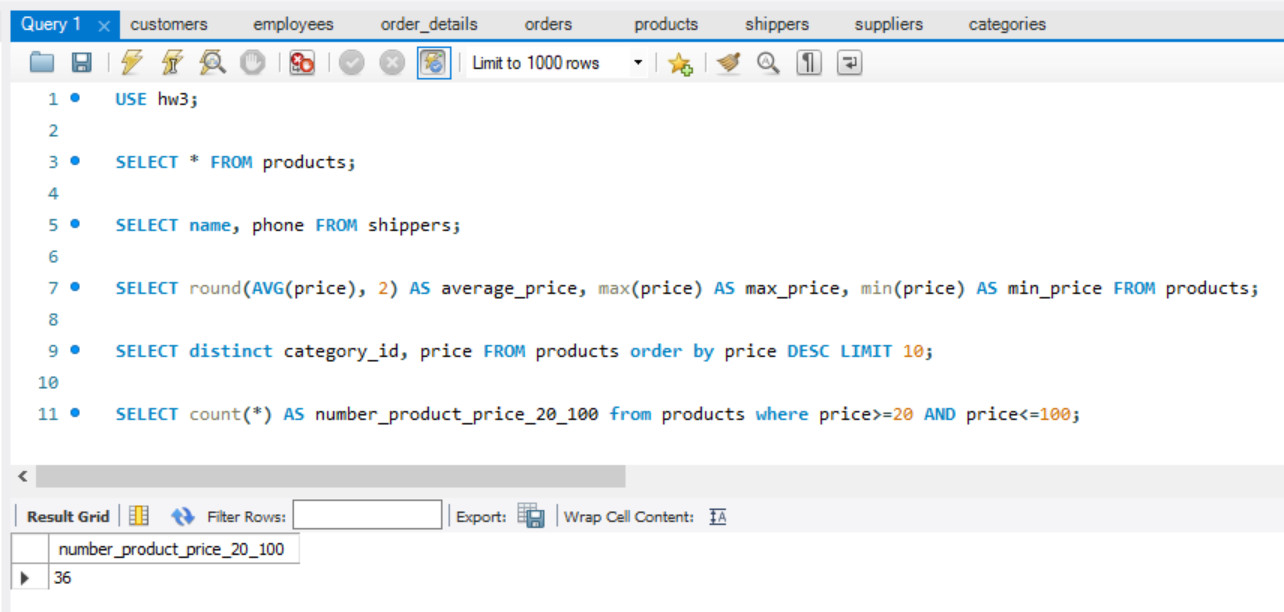 Query 1 customers employees order_details orders products shippers suppliers categories
Limit to 1000 rows
1 USE hw3;
2
3 SELECT * FROM products;
4
5 SELECT name, phone FROM shippers;
6
7 SELECT round(AVG(price), 2) AS average_price, max(price) AS max_price, min(price) AS min_price FROM products;
8
9 SELECT distinct category_id, price FROM products order by price DESC LIMIT 10;
10
11 SELECT count(*) AS number_product_price_20_100 from products where price>=20 AND price<=100;
Result Grid Filter Rows: Export: Wrap Cell Content:
number_product_price_20_100
36